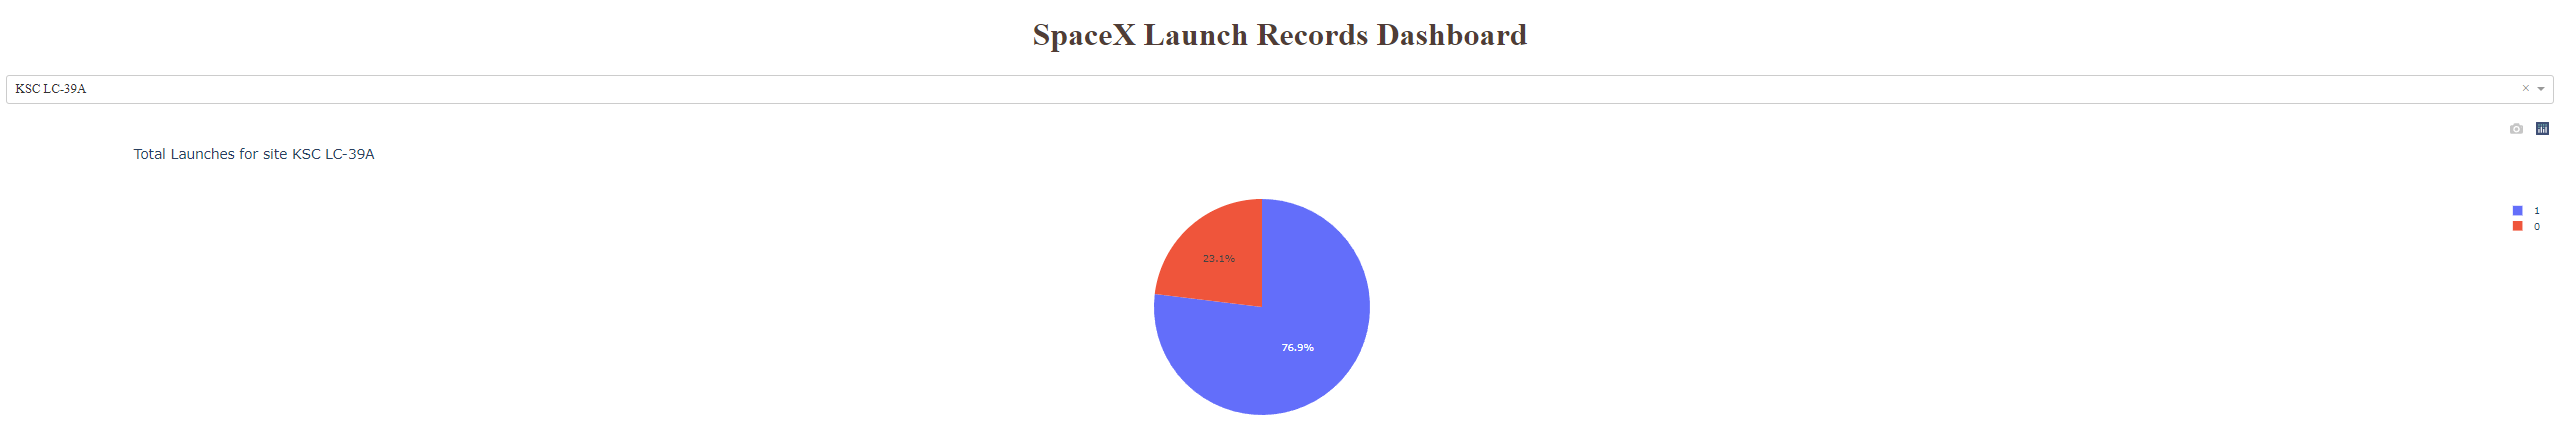 SpaceX Launch Records Dashboard
KSC LC-39A
Total Launches for site KSC LC-39A
1
0
23.1%
76.9%